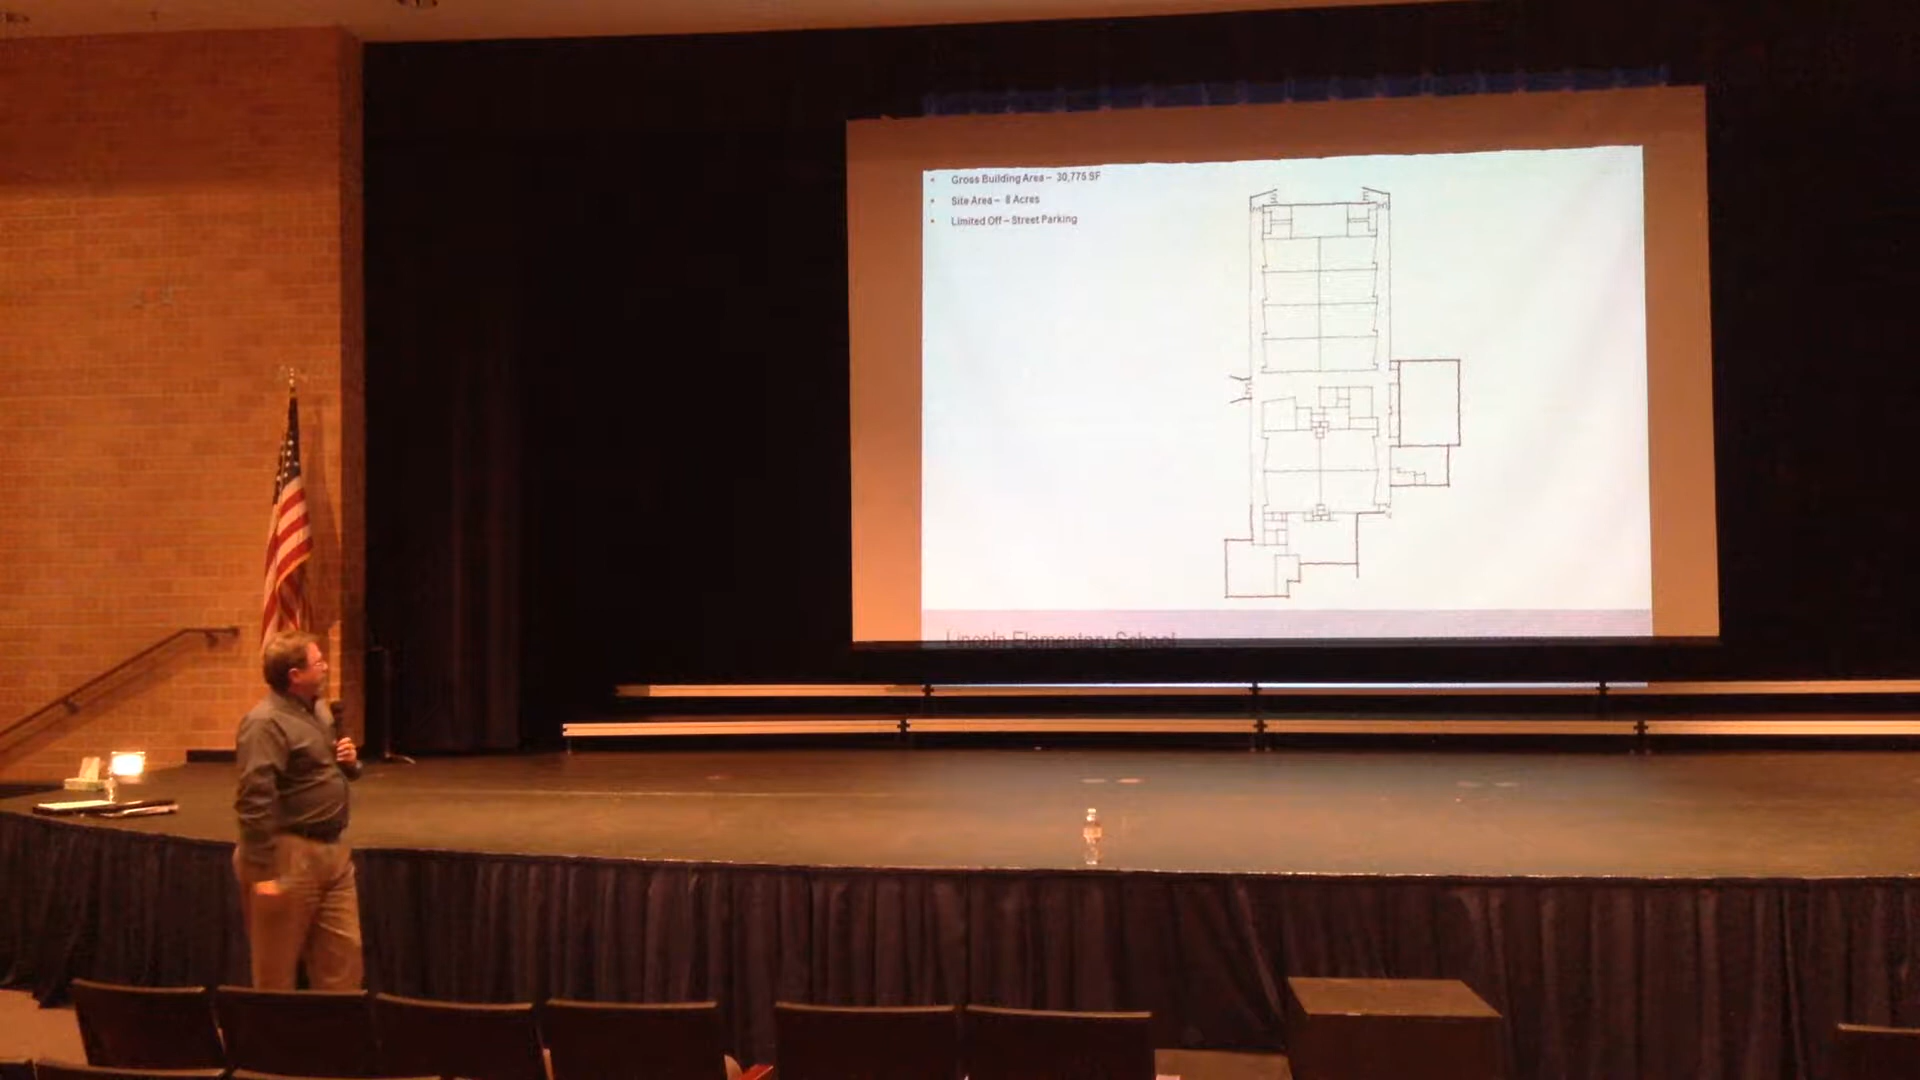 Gross Building Area – 30,775 SF
Site Area – 8 Acres
Limited Off – Street Parking
Lincoln Elementary School